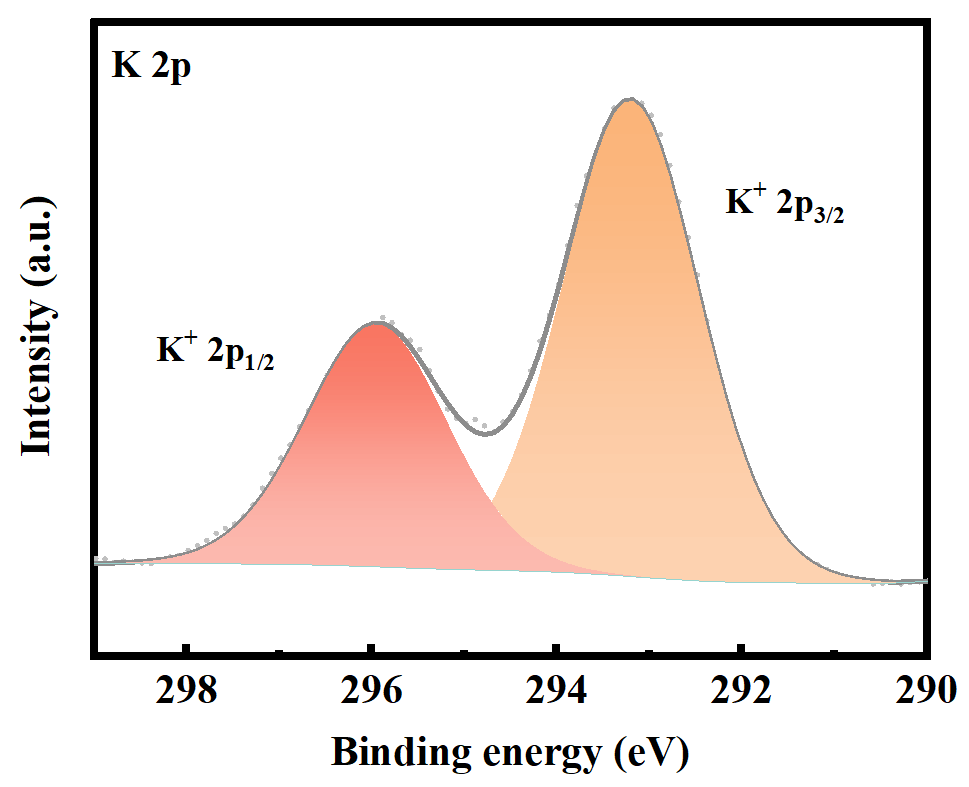 K 2p
K⁺ 2p₃/₂
K⁺ 2p₁/₂
Intensity (a.u.)
298 296 294 292 290
Binding energy (eV)